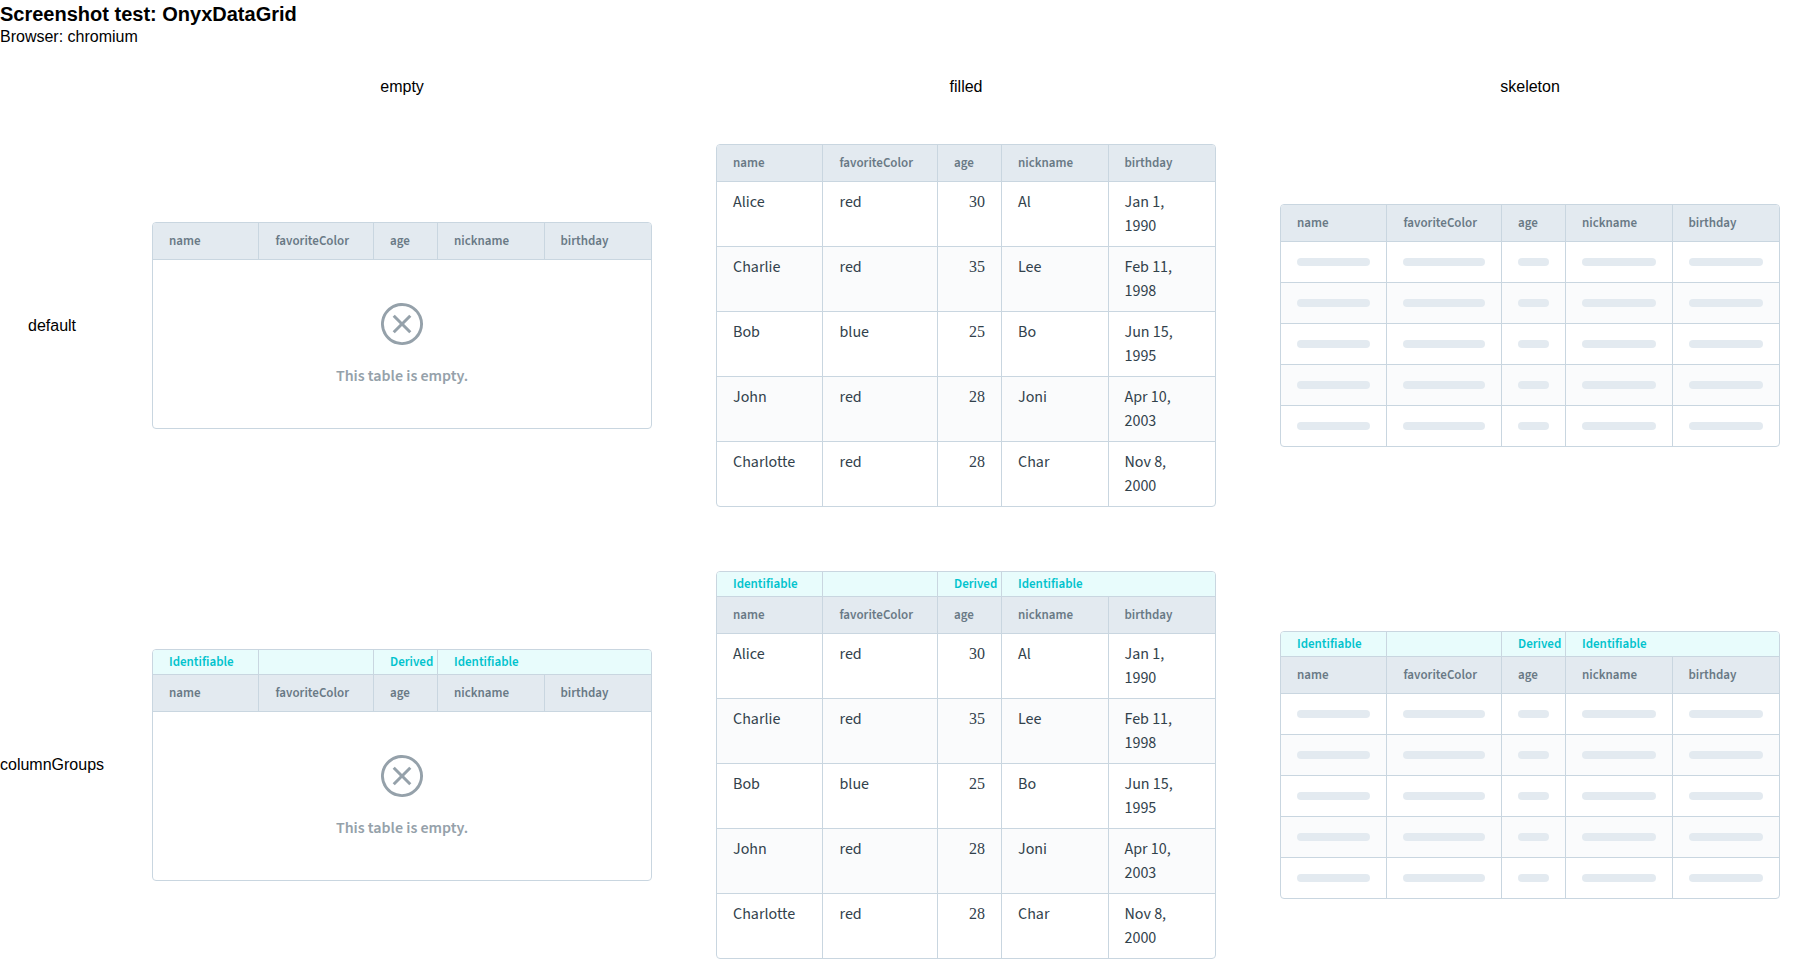 Screenshot test: OnyxDataGrid
Browser: chromium
empty filled skeleton
default
name favoriteColor age nickname birthday
This table is empty.
name favoriteColor age nickname birthday
Alice red 30 Al Jan 1,
1990
Charlie red 35 Lee Feb 11,
1998
Bob blue 25 Bo Jun 15,
1995
John red 28 Joni Apr 10,
2003
Charlotte red 28 Char Nov 8,
2000
name favoriteColor age nickname birthday
columnGroups
Identifiable Derived Identifiable
name favoriteColor age nickname birthday
This table is empty.
Identifiable Derived Identifiable
name favoriteColor age nickname birthday
Alice red 30 Al Jan 1,
1990
Charlie red 35 Lee Feb 11,
1998
Bob blue 25 Bo Jun 15,
1995
John red 28 Joni Apr 10,
2003
Charlotte red 28 Char Nov 8,
2000
Identifiable Derived Identifiable
name favoriteColor age nickname birthday